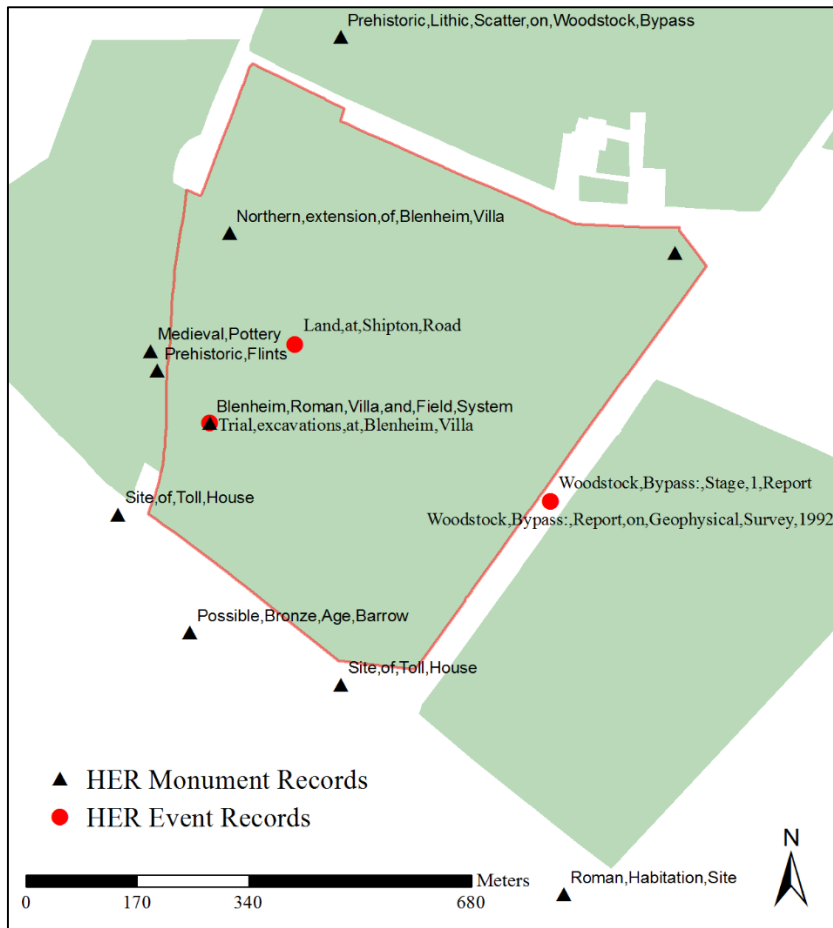 Prehistoric,Lithic,Scatter,on,Woodstock,Bypass
Northern,extension,of,Blenheim,Villa
Land,at,Shipton,Road
Medieval,Pottery
Prehistoric,Flints
Blenheim,Roman,Villa,and,Field,System
Trial,excavations,at,Blenheim,Villa
Woodstock,Bypass:,Stage,1,Report
Site,of,Toll,House
Woodstock,Bypass:,Report,on,Geophysical,Survey,1992
Possible,Bronze,Age,Barrow
Site,of,Toll,House
HER Monument Records
HER Event Records
N
Meters
0 170 340 680
Roman,Habitation,Site